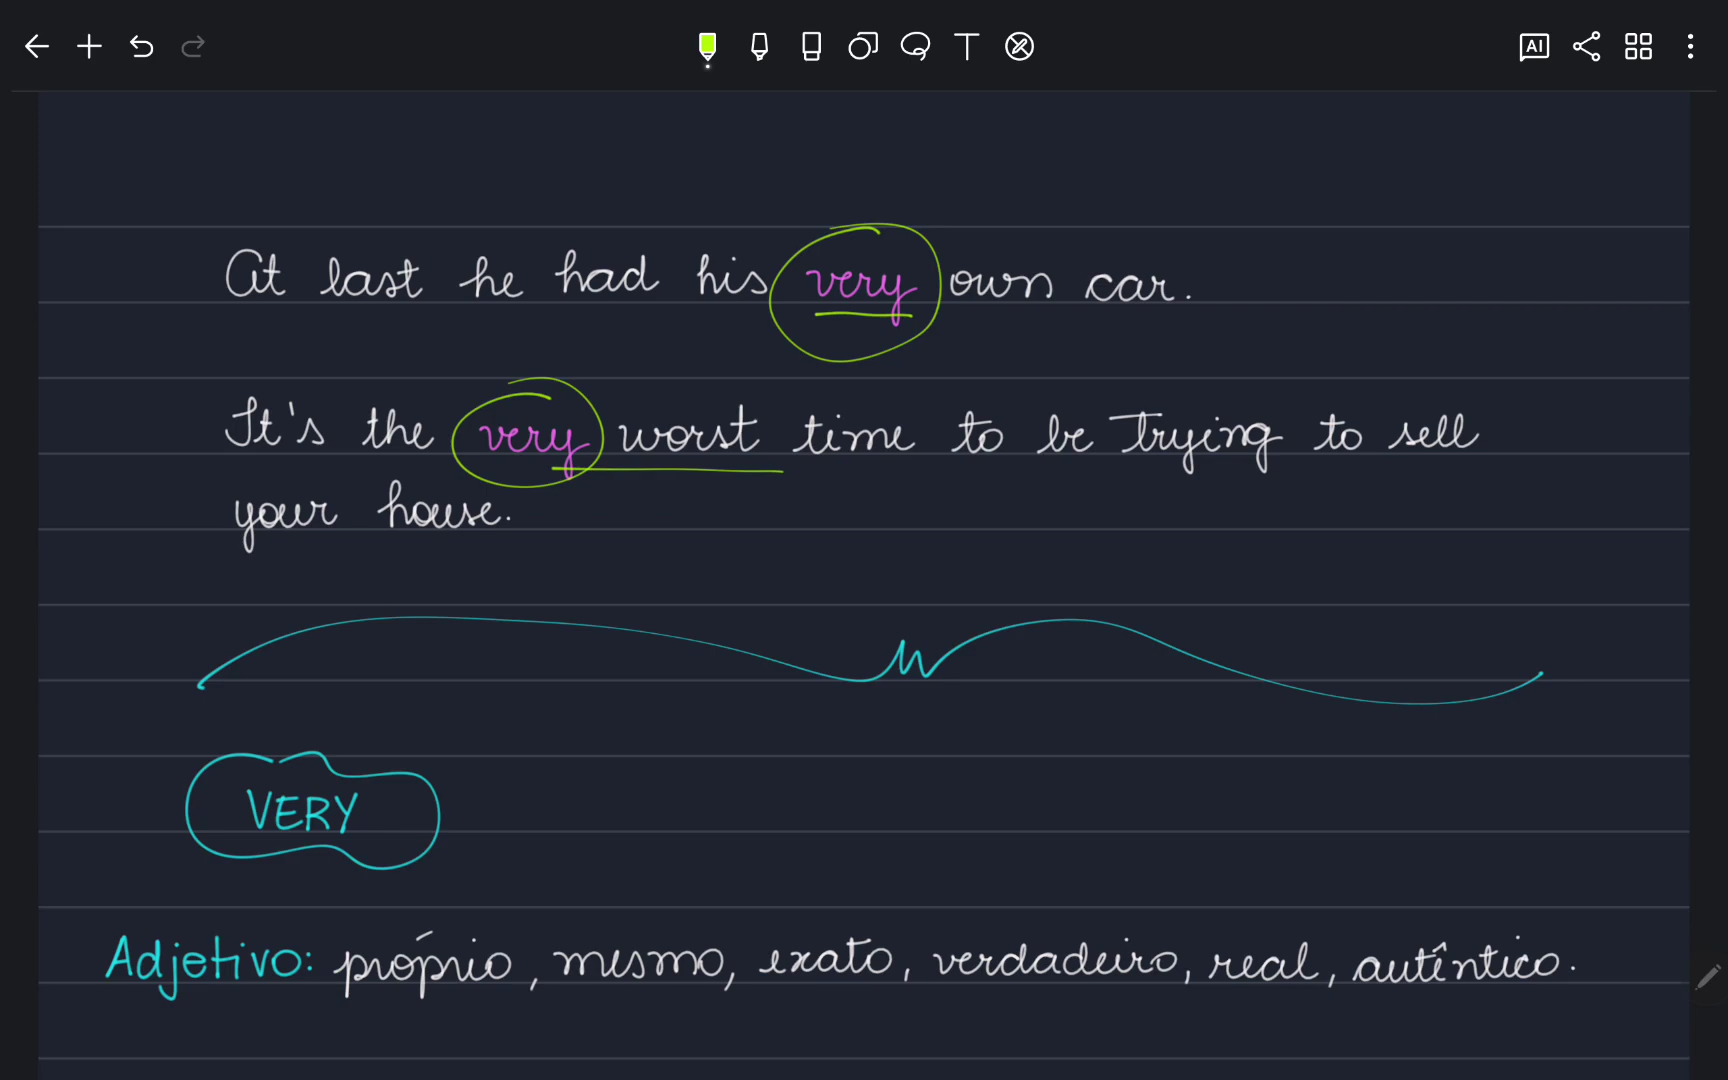 AI
At last he had his very own car.
It's the very worst time to be trying to sell
your house.
VERY
Adjetivo: próprio, mesmo, exato, verdadeiro, real, autêntico.